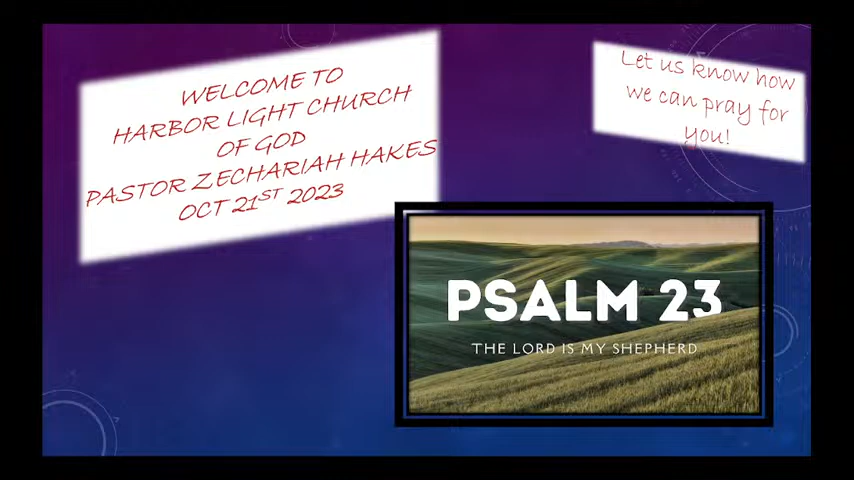 WELCOME TO
HARBOR LIGHT CHURCH
OF GOD
PASTOR ZECHARIAH HAKES
OCT 21ST 2023
Let us know how
we can pray for
you!
PSALM 23
THE LORD IS MY SHEPHERD